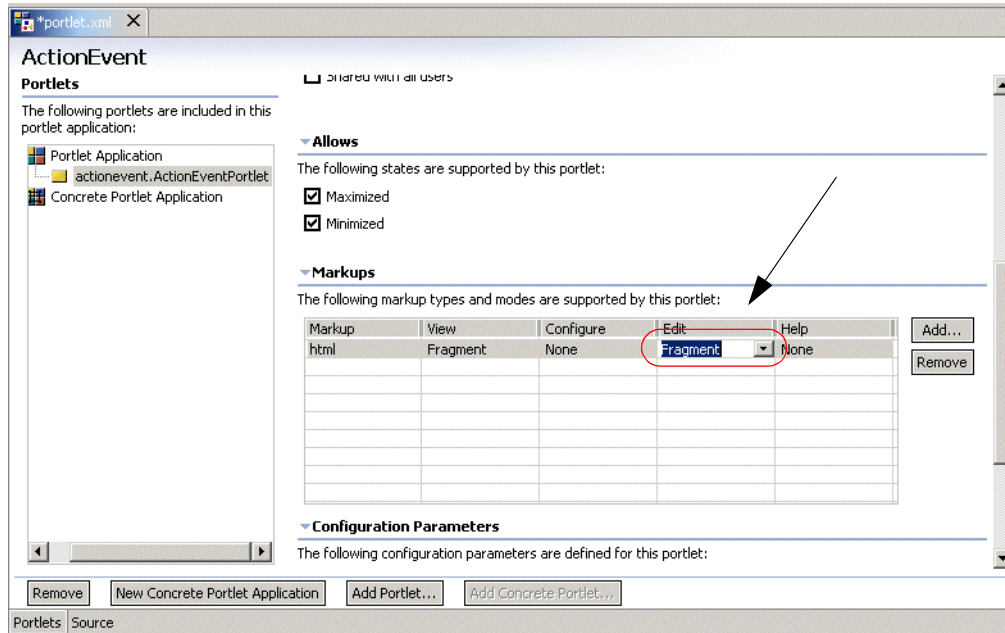 *portlet.xml
ActionEvent
Portlets
The following portlets are included in this
portlet application:
Portlet Application
actionevent.ActionEventPortlet
Concrete Portlet Application
Shared with all users
Allows
The following states are supported by this portlet:
Maximized
Minimized
Markups
The following markup types and modes are supported by this portlet:
Markup View Configure Edit Help
html Fragment None Fragment None
Add...
Remove
Configuration Parameters
The following configuration parameters are defined for this portlet:
Remove New Concrete Portlet Application Add Portlet... Add Concrete Portlet...
Portlets Source